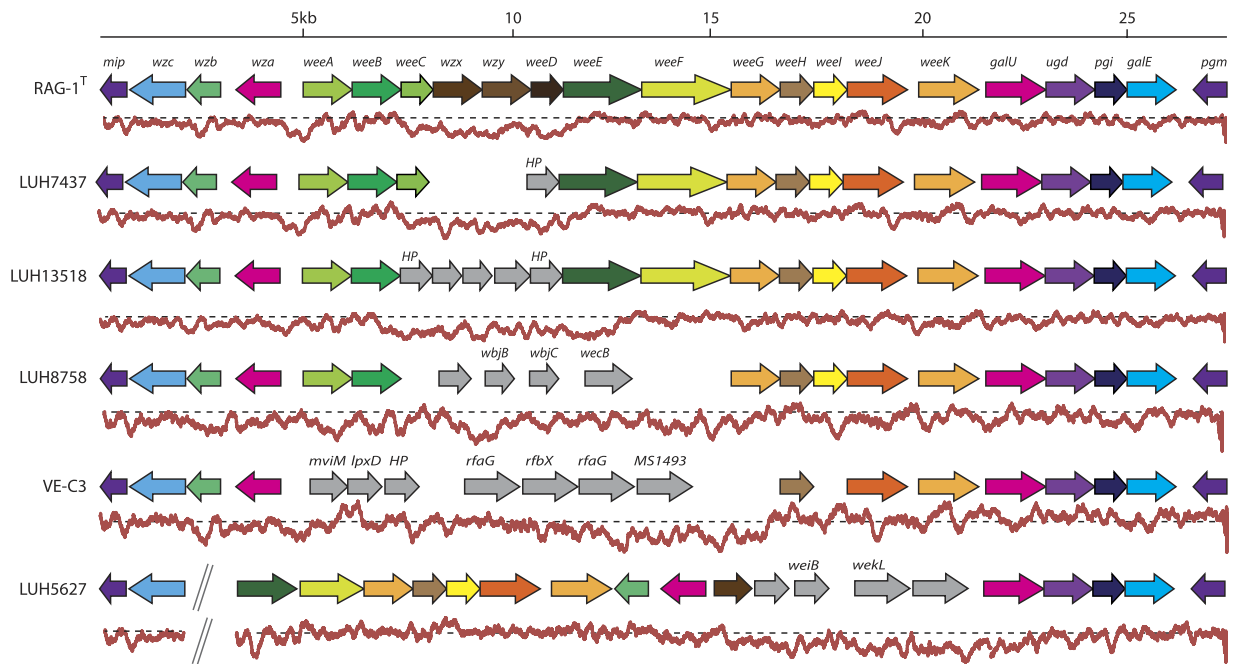 5kb 10 15 20 25
mip wzc wzb wza weeA weeB weeC wzx wzy weeD weeE weeF weeG weeH weeI weeJ weeK galU ugd pgi galE pgm
RAG-1T
HP
LUH7437
HP HP
LUH13518
wbjB wbjC wecB
LUH8758
mviM lpxD HP rfaG rfbX rfaG MS1493
VE-C3
weiB wekL
LUH5627